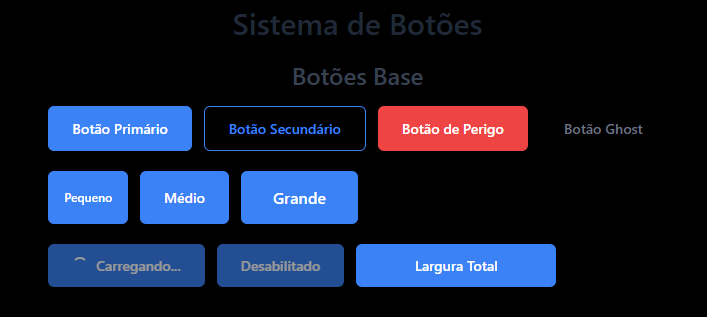 Sistema de Botões
Botões Base
Botão Primário Botão Secundário Botão de Perigo Botão Ghost
Pequeno Médio Grande
Carregando... Desabilitado Largura Total